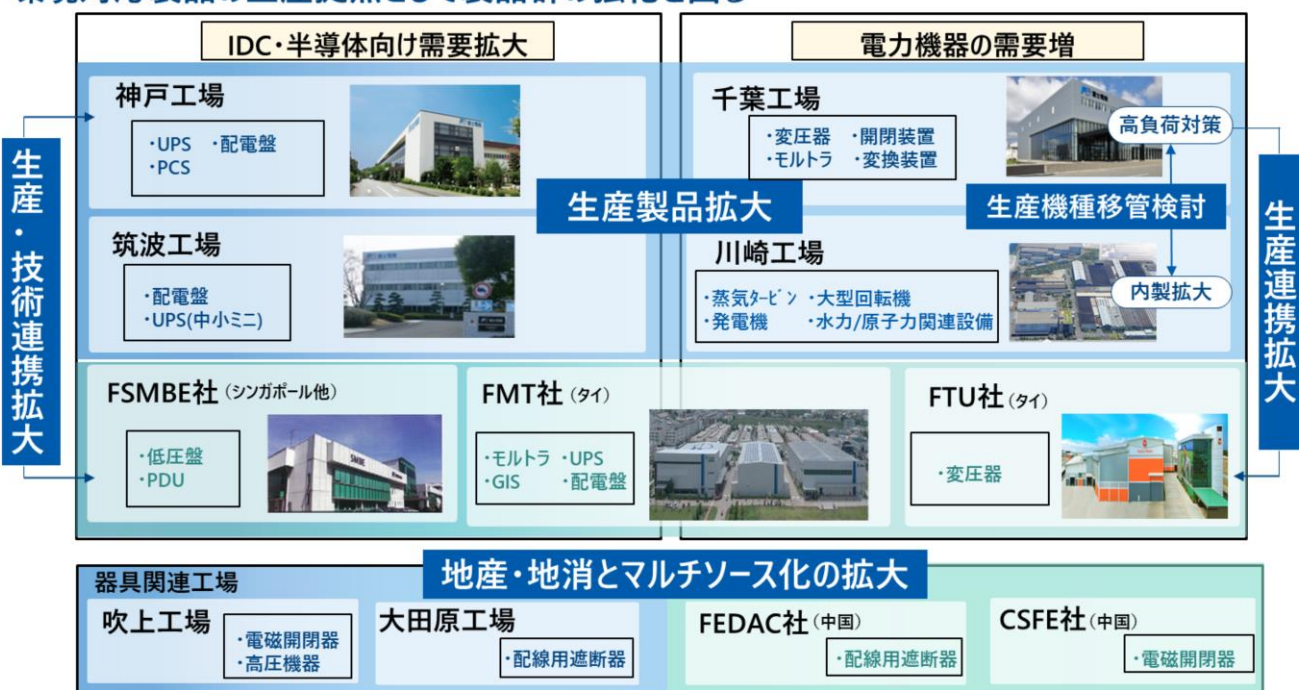 IDC・半導体向け需要拡大
電力機器の需要増
神戸工場
・UPS ・配電盤
・PCS
千葉工場
・変圧器 ・開閉装置
・モルトラ ・変換装置
高負荷対策
生産・技術連携拡大
生産製品拡大
生産機種移管検討
生産連携拡大
筑波工場
・配電盤
・UPS(中小ミニ)
川崎工場
・蒸気ﾀｰﾋﾞﾝ ・大型回転機
・発電機 ・水力/原子力関連設備
内製拡大
FSMBE社 (シンガポール他)
・低圧盤
・PDU
FMT社 (タイ)
・モルトラ ・UPS
・GIS ・配電盤
FTU社 (タイ)
・変圧器
地産・地消とマルチソース化の拡大
器具関連工場
吹上工場
・電磁開閉器
・高圧機器
大田原工場
・配線用遮断器
FEDAC社 (中国)
・配線用遮断器
CSFE社 (中国)
・電磁開閉器